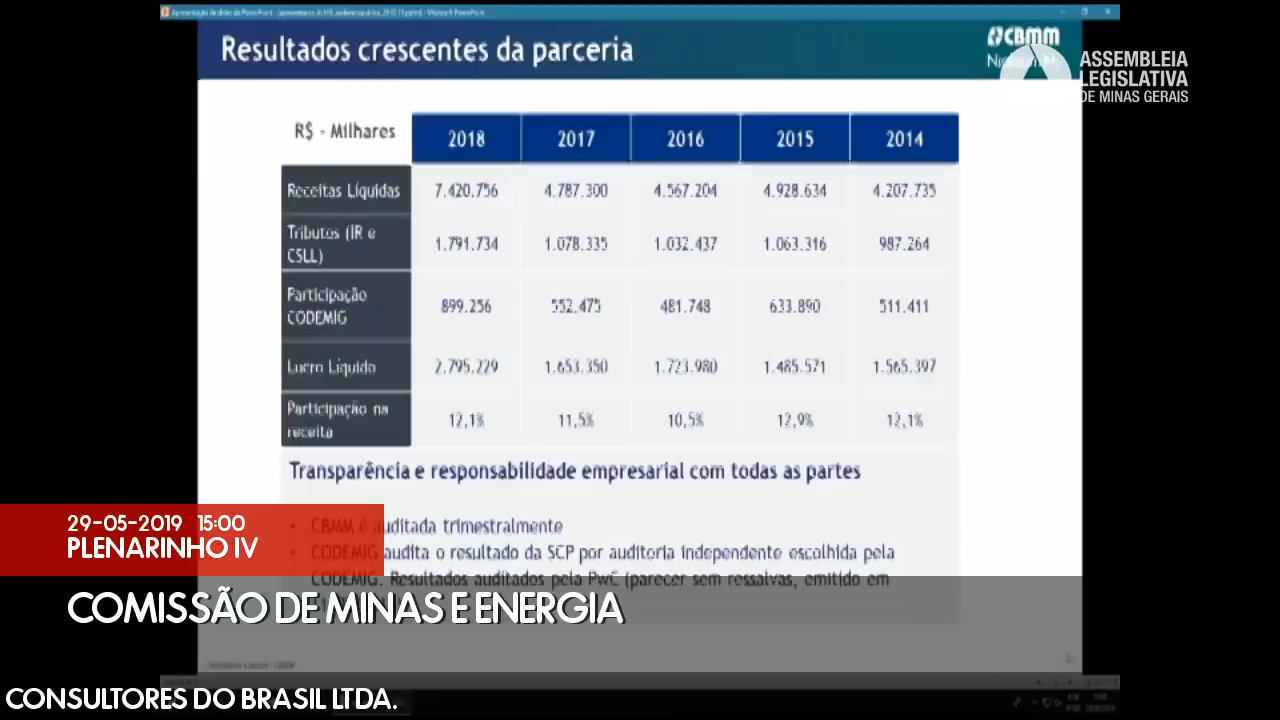 Resultados crescentes da parceria
CBMM
ASSEMBLEIA
LEGISLATIVA
DE MINAS GERAIS
R$ - Milhares 2018 2017 2016 2015 2014
Receitas Líquidas 7.420.756 4.787.300 4.567.204 4.928.634 4.207.735
Tributos (IR e
CSLL) 1.791.734 1.078.335 1.032.437 1.063.316 987.264
Participação
CODEMIG 899.256 552.475 481.748 633.890 511.411
Lucro Líquido 2.795.229 1.653.350 1.723.980 1.485.571 1.565.397
Participação na
receita 12,1% 11,5% 10,5% 12,9% 12,1%
Transparência e responsabilidade empresarial com todas as partes
• CBMM é auditada trimestralmente
• CODEMIG audita o resultado da SCP por auditoria independente escolhida pela
CODEMIG. Resultados auditados pela PwC (parecer sem ressalvas, emitido em
29-05-2019 15:00
PLENARINHO IV
COMISSÃO DE MINAS E ENERGIA
CONSULTORES DO BRASIL LTDA.